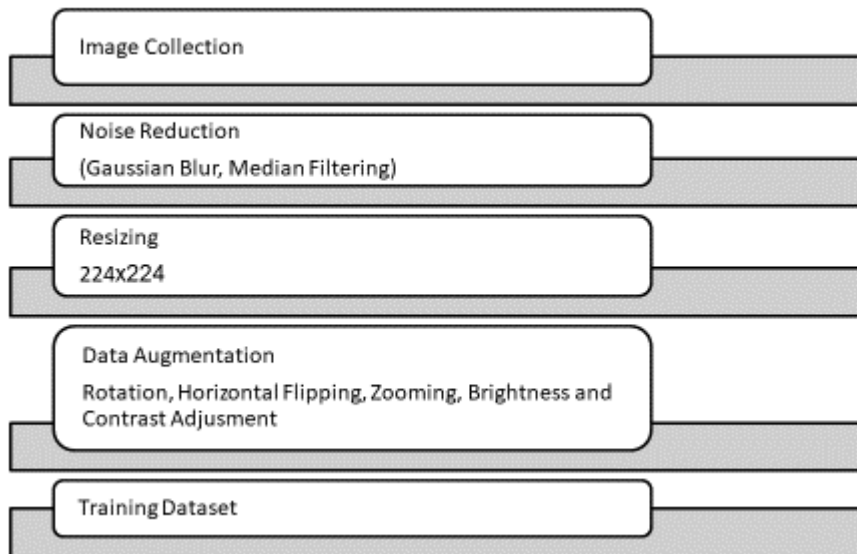 Image Collection
Noise Reduction
(Gaussian Blur, Median Filtering)
Resizing
224x224
Data Augmentation
Rotation, Horizontal Flipping, Zooming, Brightness and
Contrast Adjusment
Training Dataset